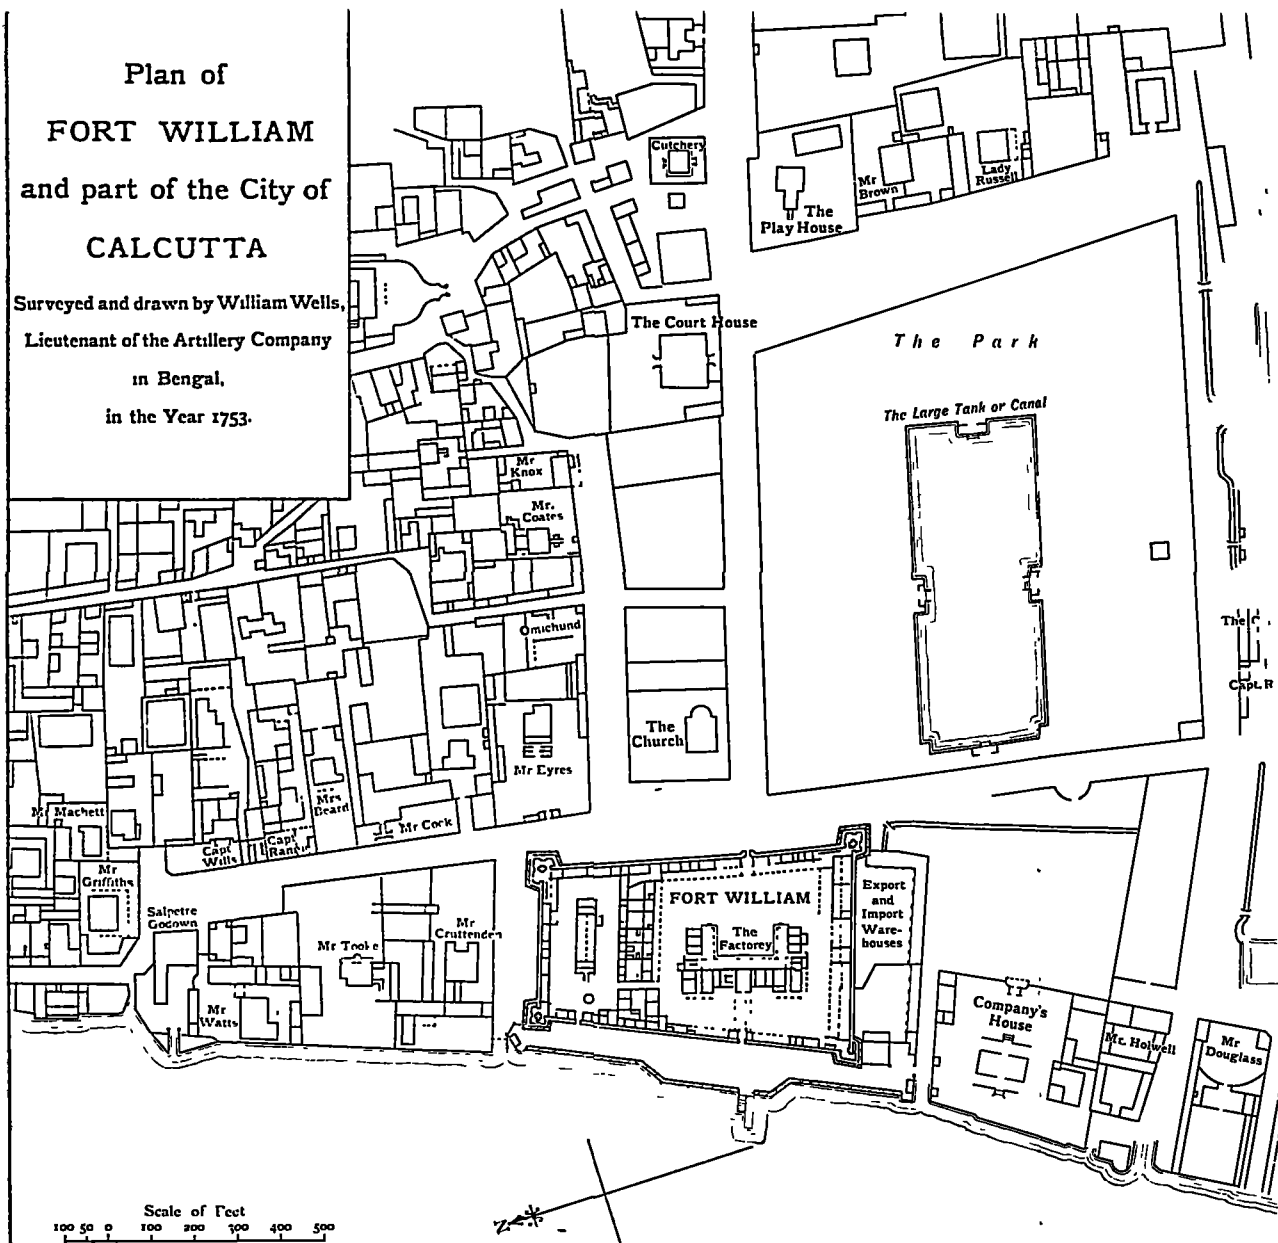 Plan of
FORT WILLIAM
and part of the City of
CALCUTTA
Surveyed and drawn by William Wells,
Lieutenant of the Artillery Company
in Bengal,
in the Year 1753.
Cutchery
Mr
Brown
Lady
Russell
The
Play House
The Court House
The Park
The Large Tank or Canal
Mr
Knox
Mr.
Coates
Omichund
The
Church
Mr Eyres
Mrs
Beard
Mr Cock
Mr Machett
Capt
Wills
Capt
Mr
Griffiths
Salpetre
Godown
Mr Tooke
Mr
Cruttenden
Mr
Watts
FORT WILLIAM
The
Factorey
Export
and
Import
Ware-
houses
Company's
House
Mr. Holwell
Mr
Douglass
The
Capt. R
N
Scale of Feet
100 50 0 100 200 300 400 500